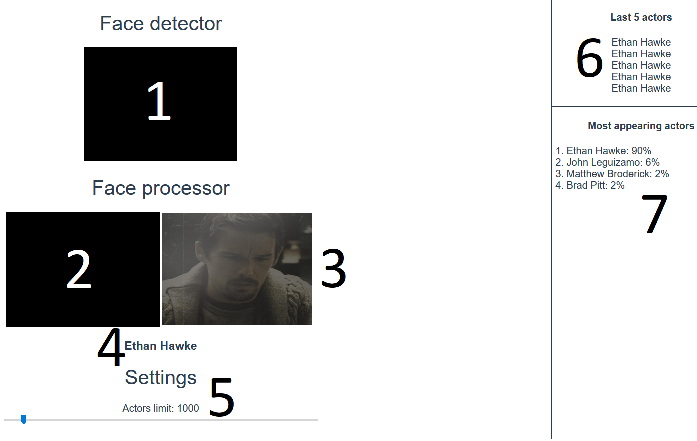 Face detector
1
Face processor
2
3
4
Ethan Hawke
Settings
5
Actors limit: 1000
Last 5 actors
6
Ethan Hawke
Ethan Hawke
Ethan Hawke
Ethan Hawke
Ethan Hawke
Most appearing actors
1. Ethan Hawke: 90%
2. John Leguizamo: 6%
3. Matthew Broderick: 2%
4. Brad Pitt: 2%
7